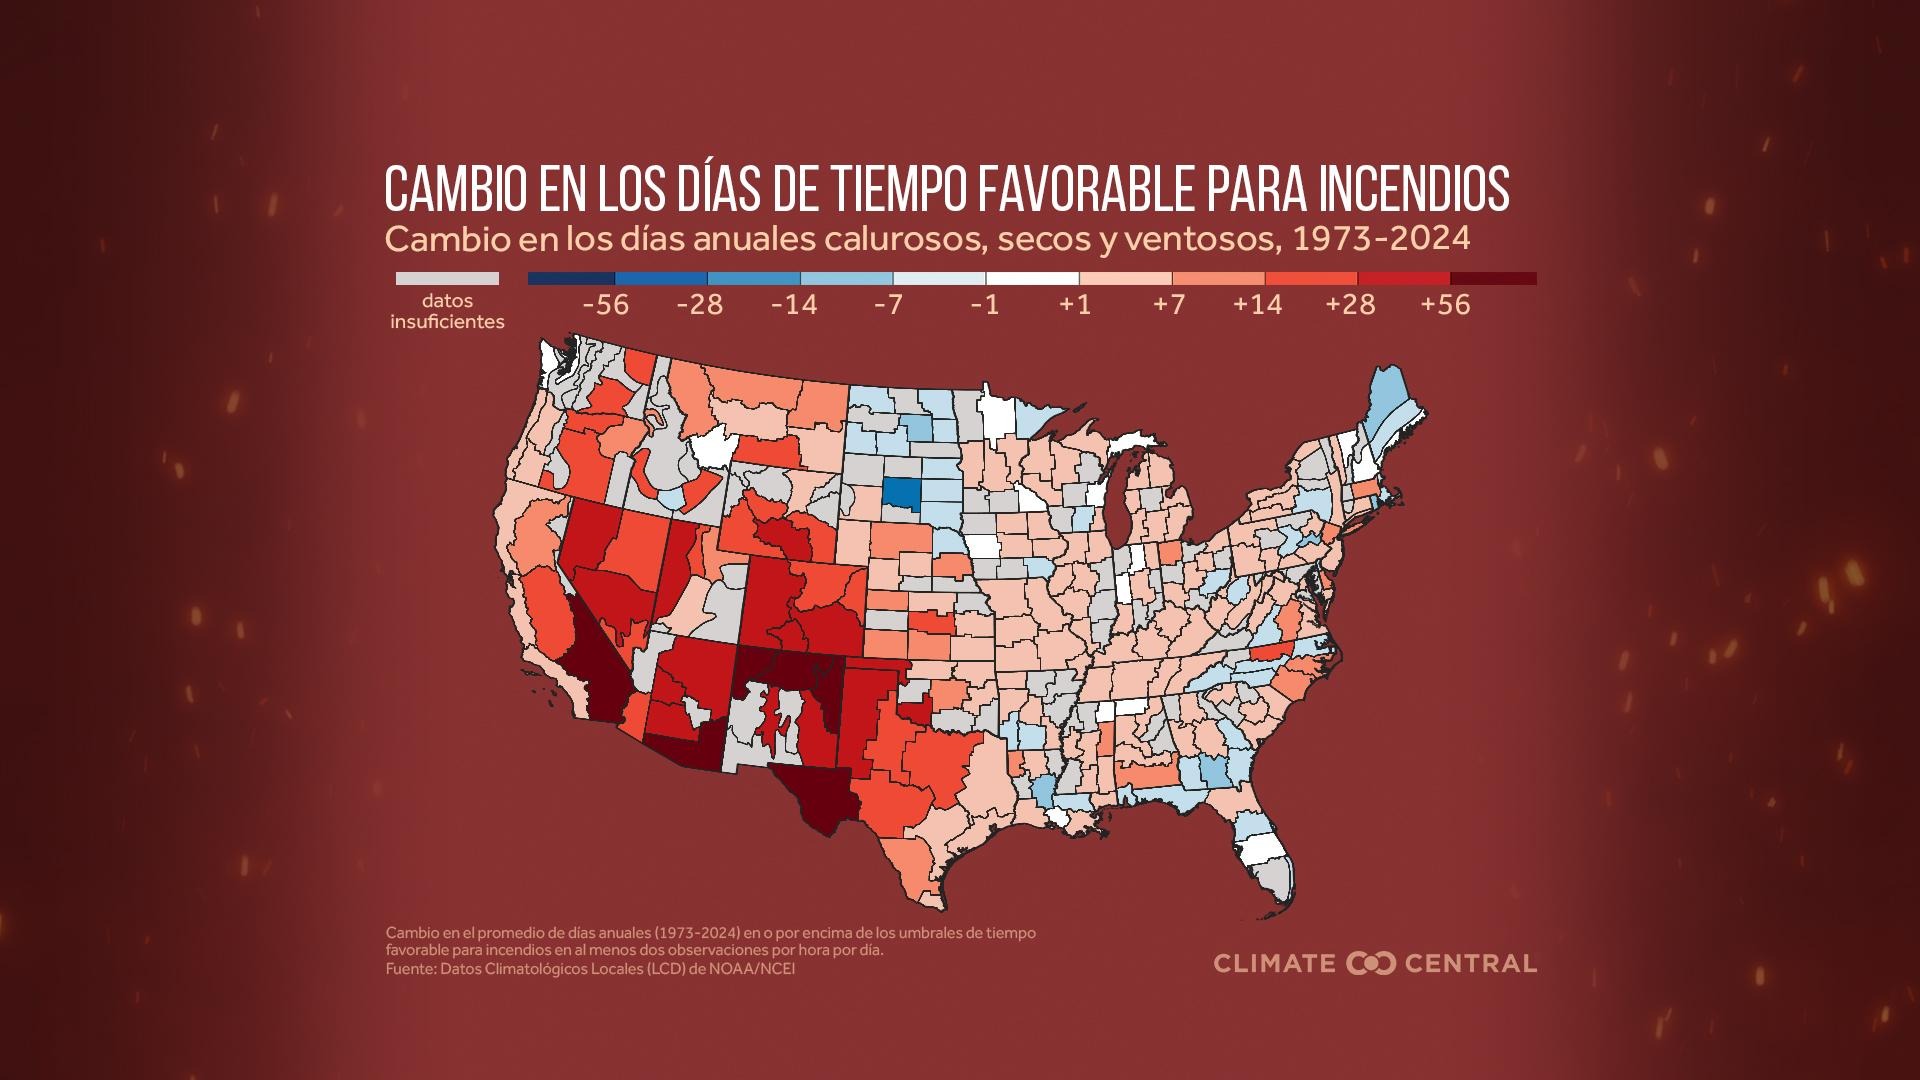 CAMBIO EN LOS DÍAS DE TIEMPO FAVORABLE PARA INCENDIOS
Cambio en los días anuales calurosos, secos y ventosos, 1973-2024
datos
insuficientes
-56 -28 -14 -7 -1 +1 +7 +14 +28 +56
Cambio en el promedio de días anuales (1973-2024) en o por encima de los umbrales de tiempo
favorable para incendios en al menos dos observaciones por hora por día.
Fuente: Datos Climatológicos Locales (LCD) de NOAA/NCEI
CLIMATE CENTRAL